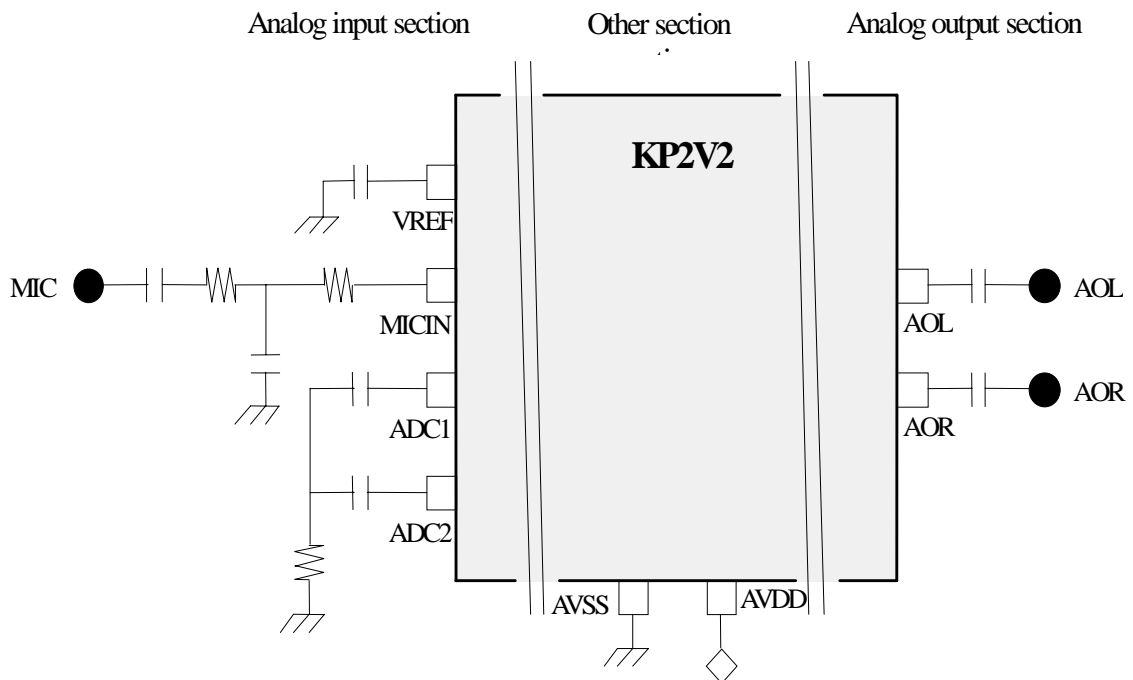 Analog input section
Other section
Analog output section
KP2V2
VREF
MIC
MICIN
AOL
AOL
ADC1
AOR
AOR
ADC2
AVSS
AVDD